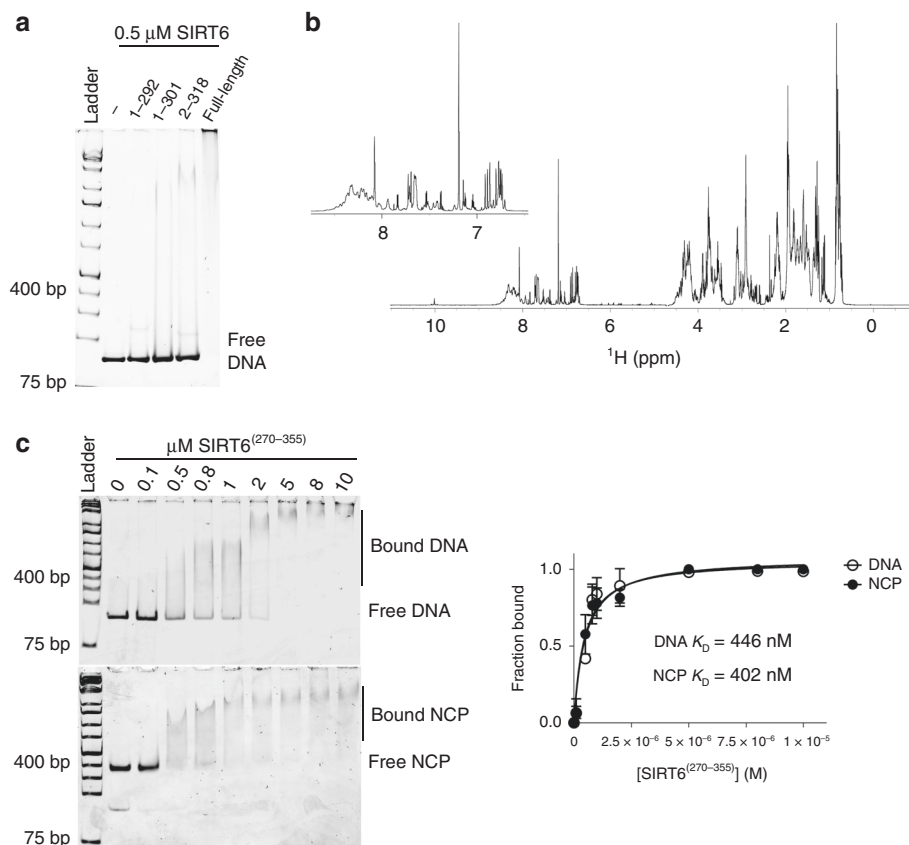 a
0.5 μM SIRT6
Ladder
–
1–292
1–301
2–318
Full-length
400 bp
Free
DNA
75 bp
b
8
7
10
8
6
4
2
0
¹H (ppm)
c
μM SIRT6⁽²⁷⁰⁻³⁵⁵⁾
Ladder
0
0.1
0.5
0.8
1
2
5
8
10
Bound DNA
400 bp
Free DNA
75 bp
Bound NCP
400 bp
Free NCP
75 bp
DNA
NCP
1.0
0.5
0.0
Fraction bound
DNA K_D = 446 nM
NCP K_D = 402 nM
0
2.5 × 10⁻⁶
5 × 10⁻⁶
7.5 × 10⁻⁶
1 × 10⁻⁵
[SIRT6⁽²⁷⁰⁻³⁵⁵⁾] (M)